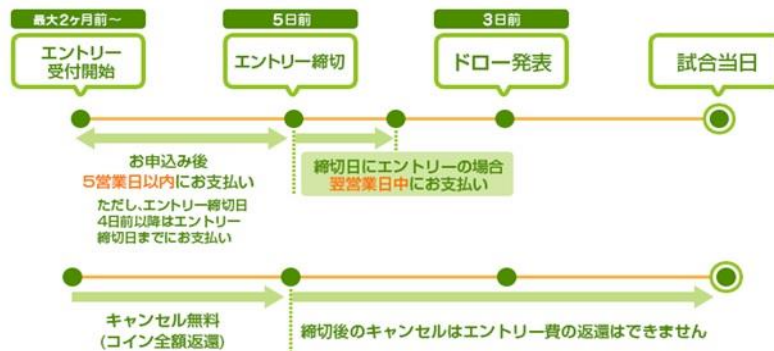 最大2ヶ月前～
5日前
3日前
エントリー
受付開始
エントリー締切
ドロー発表
試合当日
お申込み後
5営業日以内にお支払い
ただし、エントリー締切日
4日前以降はエントリー
締切日までにお支払い
締切日にエントリーの場合
翌営業日中にお支払い
キャンセル無料
(コイン全額返還)
締切後のキャンセルはエントリー費の返還はできません